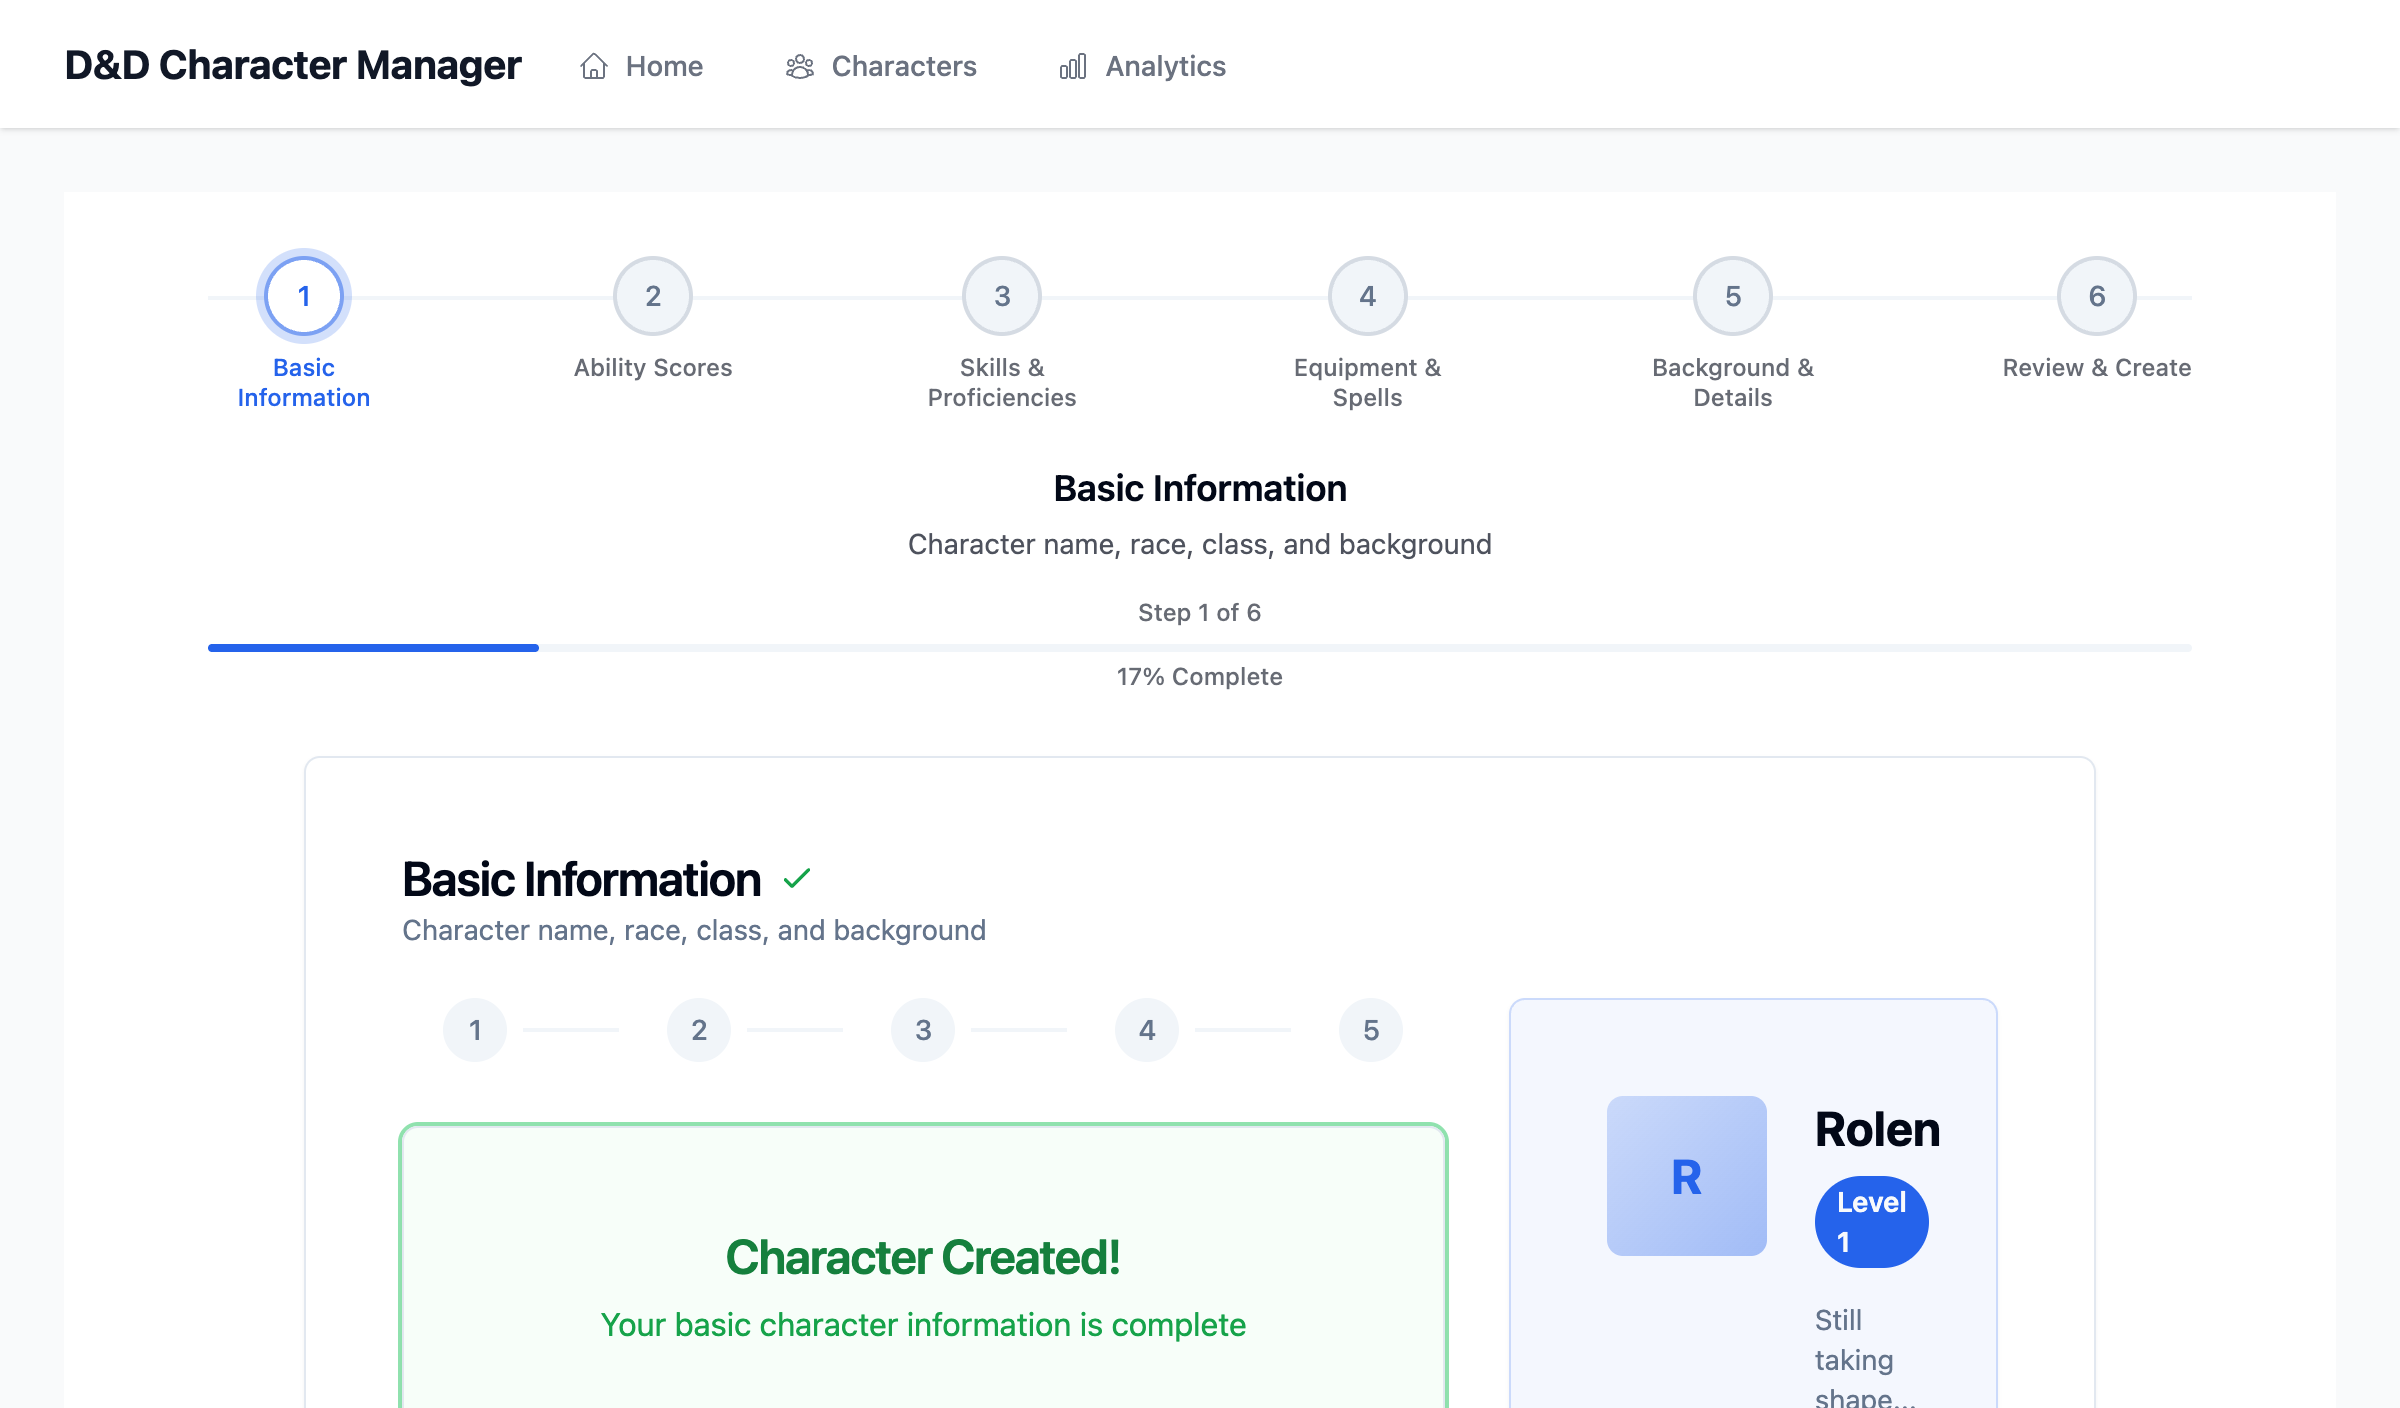 D&D Character Manager
Home
Characters
Analytics
1
2
3
4
5
6
Basic
Information
Ability Scores
Skills &
Proficiencies
Equipment &
Spells
Background &
Details
Review & Create
Basic Information
Character name, race, class, and background
Step 1 of 6
17% Complete
Basic Information
Character name, race, class, and background
1
2
3
4
5
Character Created!
Your basic character information is complete
R
Rolen
Level
1
Still
taking
shape...